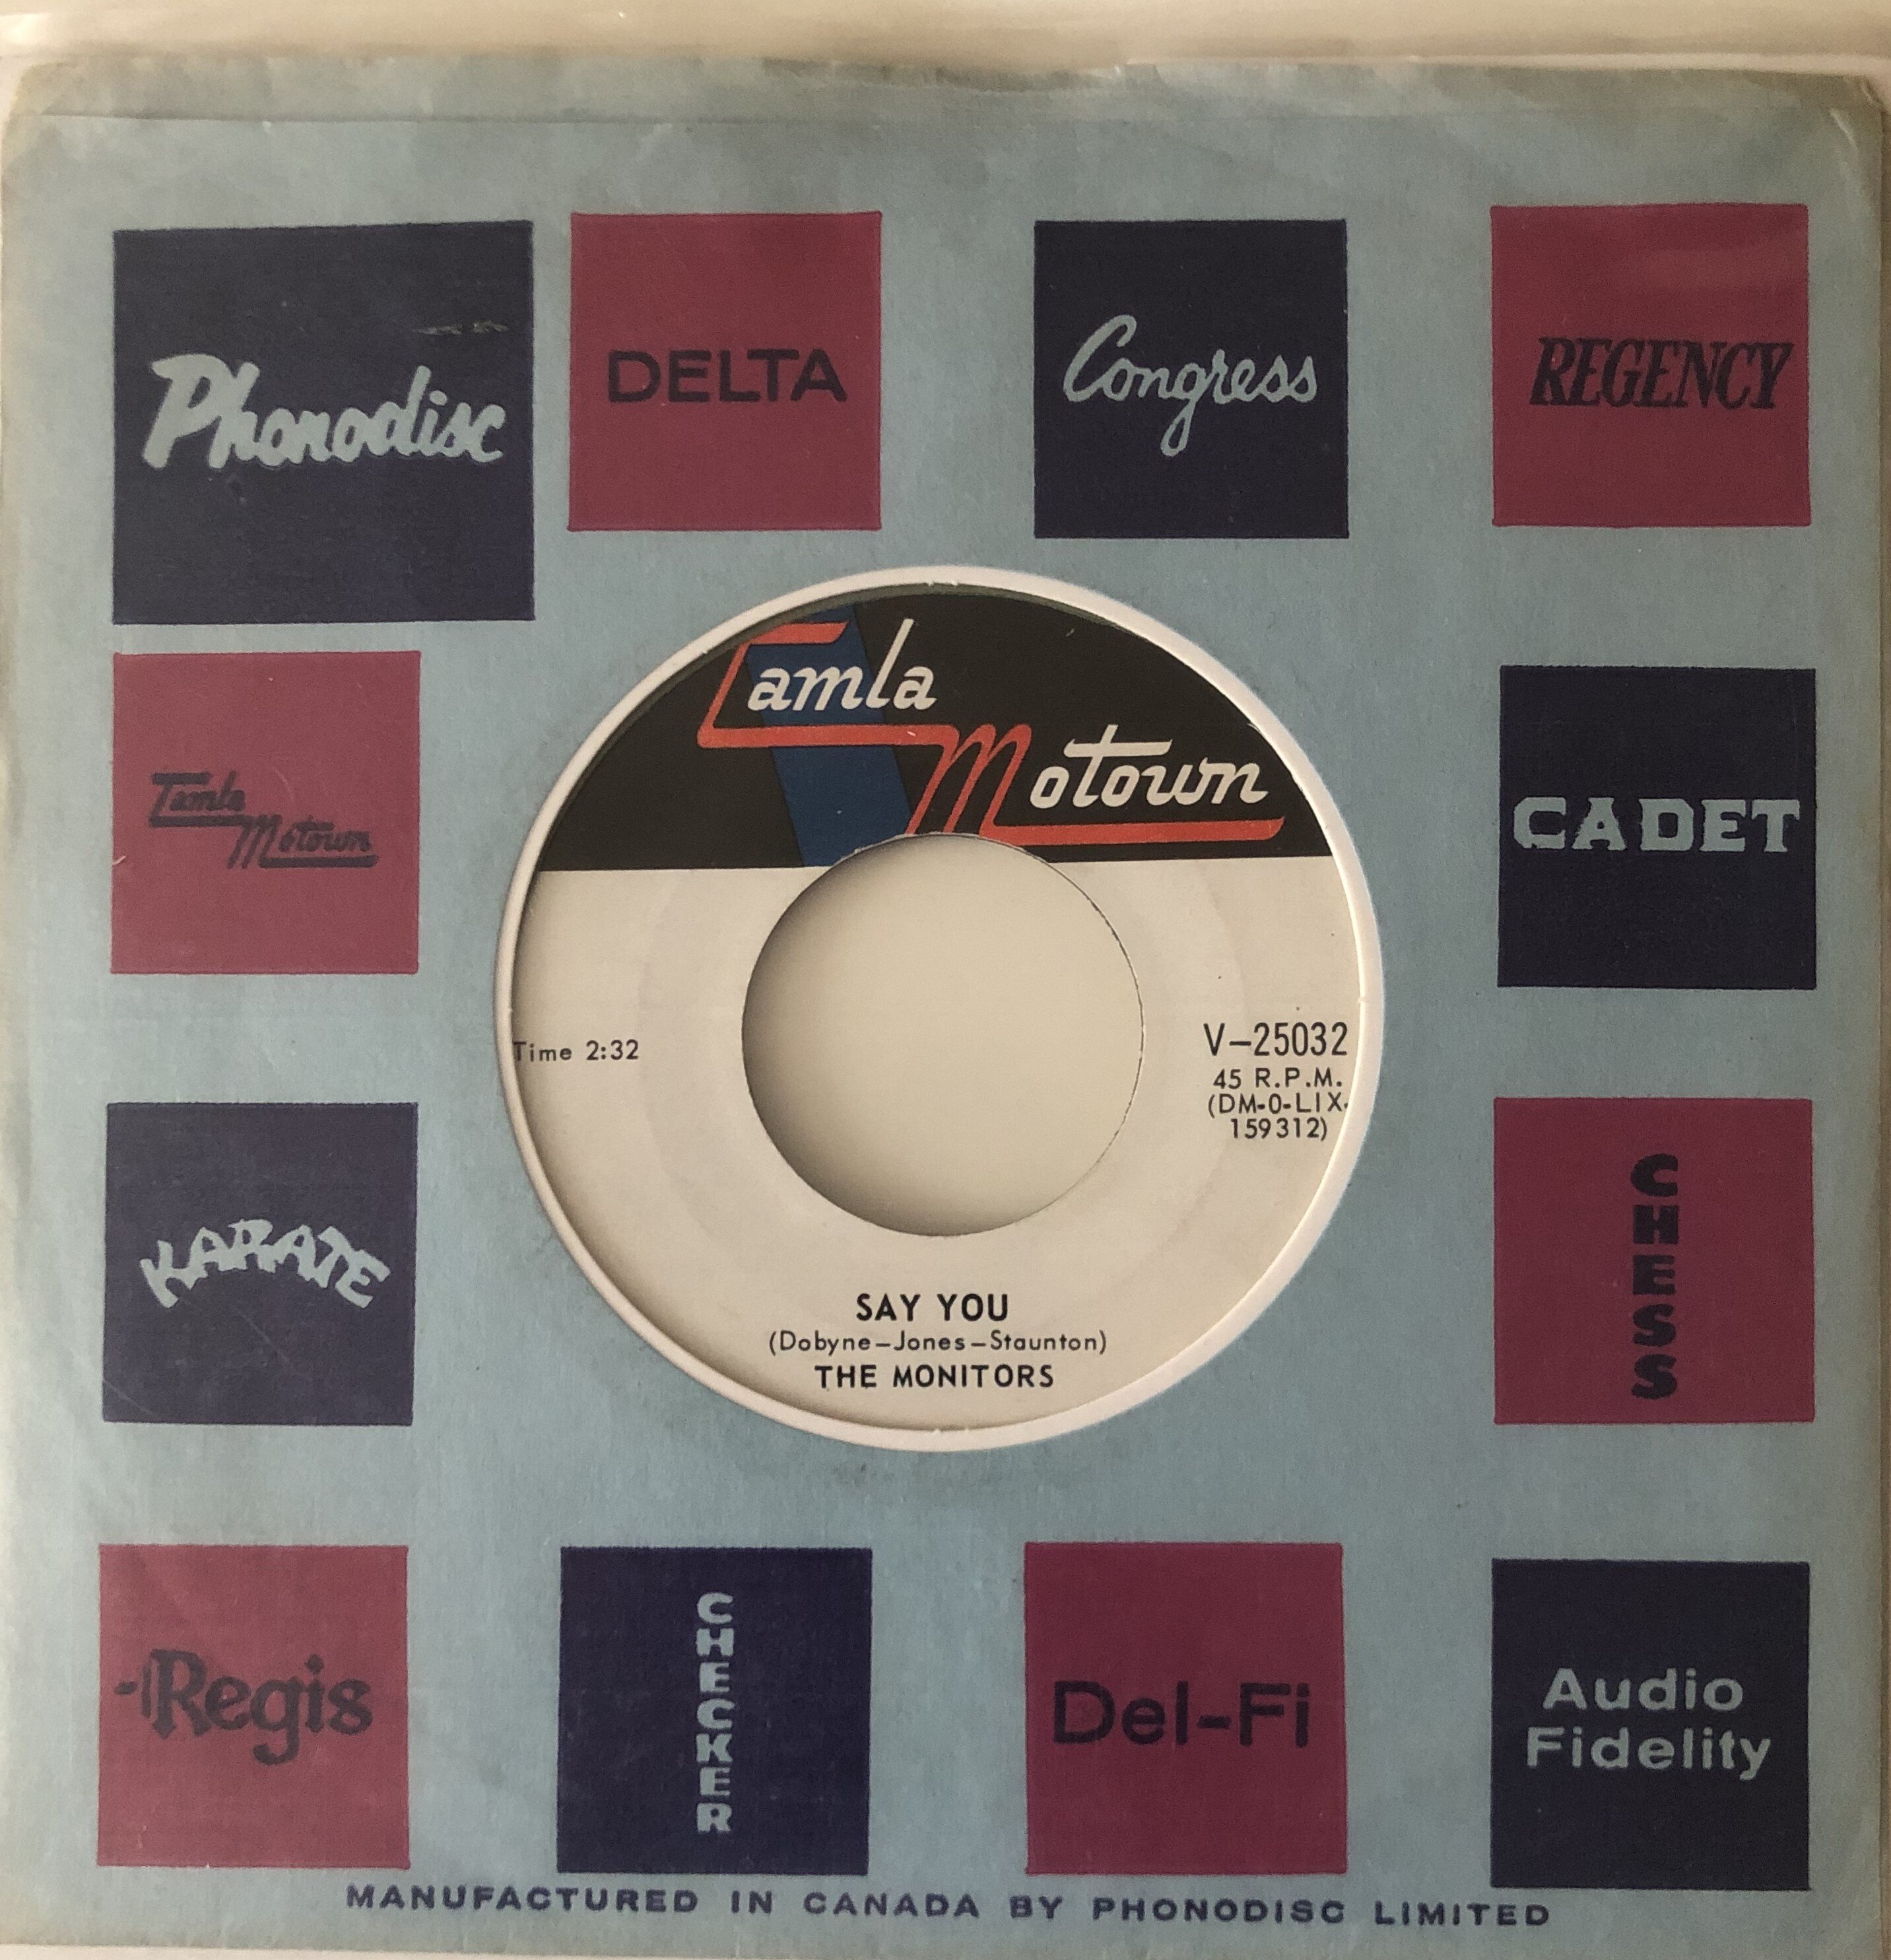 Phonodisc
DELTA
Congress
REGENCY
Tamla
Motown
Tamla
Motown
CADET
Time 2:32
V–25032
45 R.P.M.
(DM-0-LIX-
159312)
KARATE
CHESS
SAY YOU
(Dobyne–Jones–Staunton)
THE MONITORS
Regis
CHECKER
Del-Fi
Audio
Fidelity
MANUFACTURED IN CANADA BY PHONODISC LIMITED